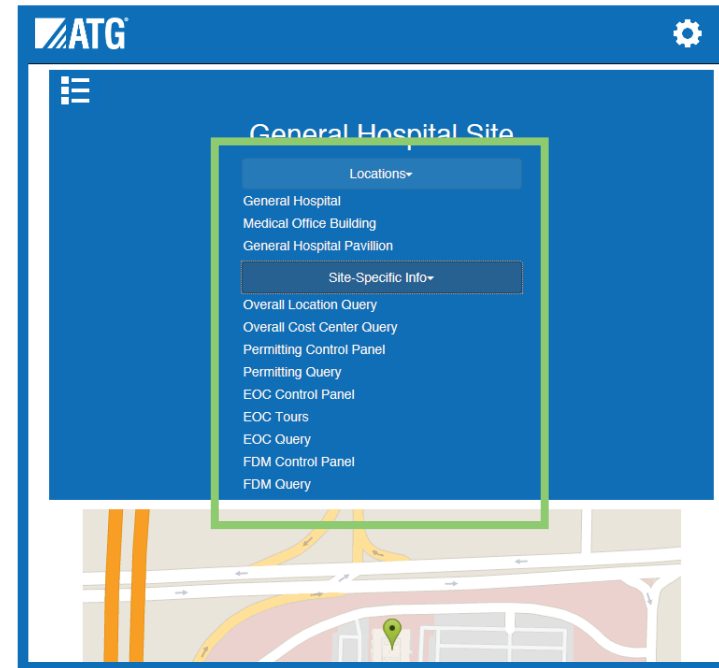 ATG
General Hospital Site
Locations
General Hospital
Medical Office Building
General Hospital Pavillion
Site-Specific Info
Overall Location Query
Overall Cost Center Query
Permitting Control Panel
Permitting Query
EOC Control Panel
EOC Tours
EOC Query
FDM Control Panel
FDM Query